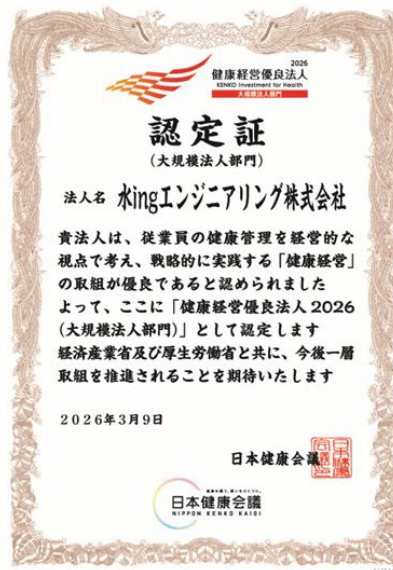 2026
健康経営優良法人
KENKO Investment for Health
大規模法人部門
認定証
(大規模法人部門)
法人名 水ingエンジニアリング株式会社
貴法人は、従業員の健康管理を経営的な
視点で考え、戦略的に実践する「健康経営」
の取組が優良であると認められました
よって、ここに「健康経営優良法人2026
(大規模法人部門)」として認定します
経済産業省及び厚生労働省と共に、今後一層
取組を推進されることを期待いたします
2026年3月9日
日本健康会議
日本健康会議
NIPPON KENKO KAIGI